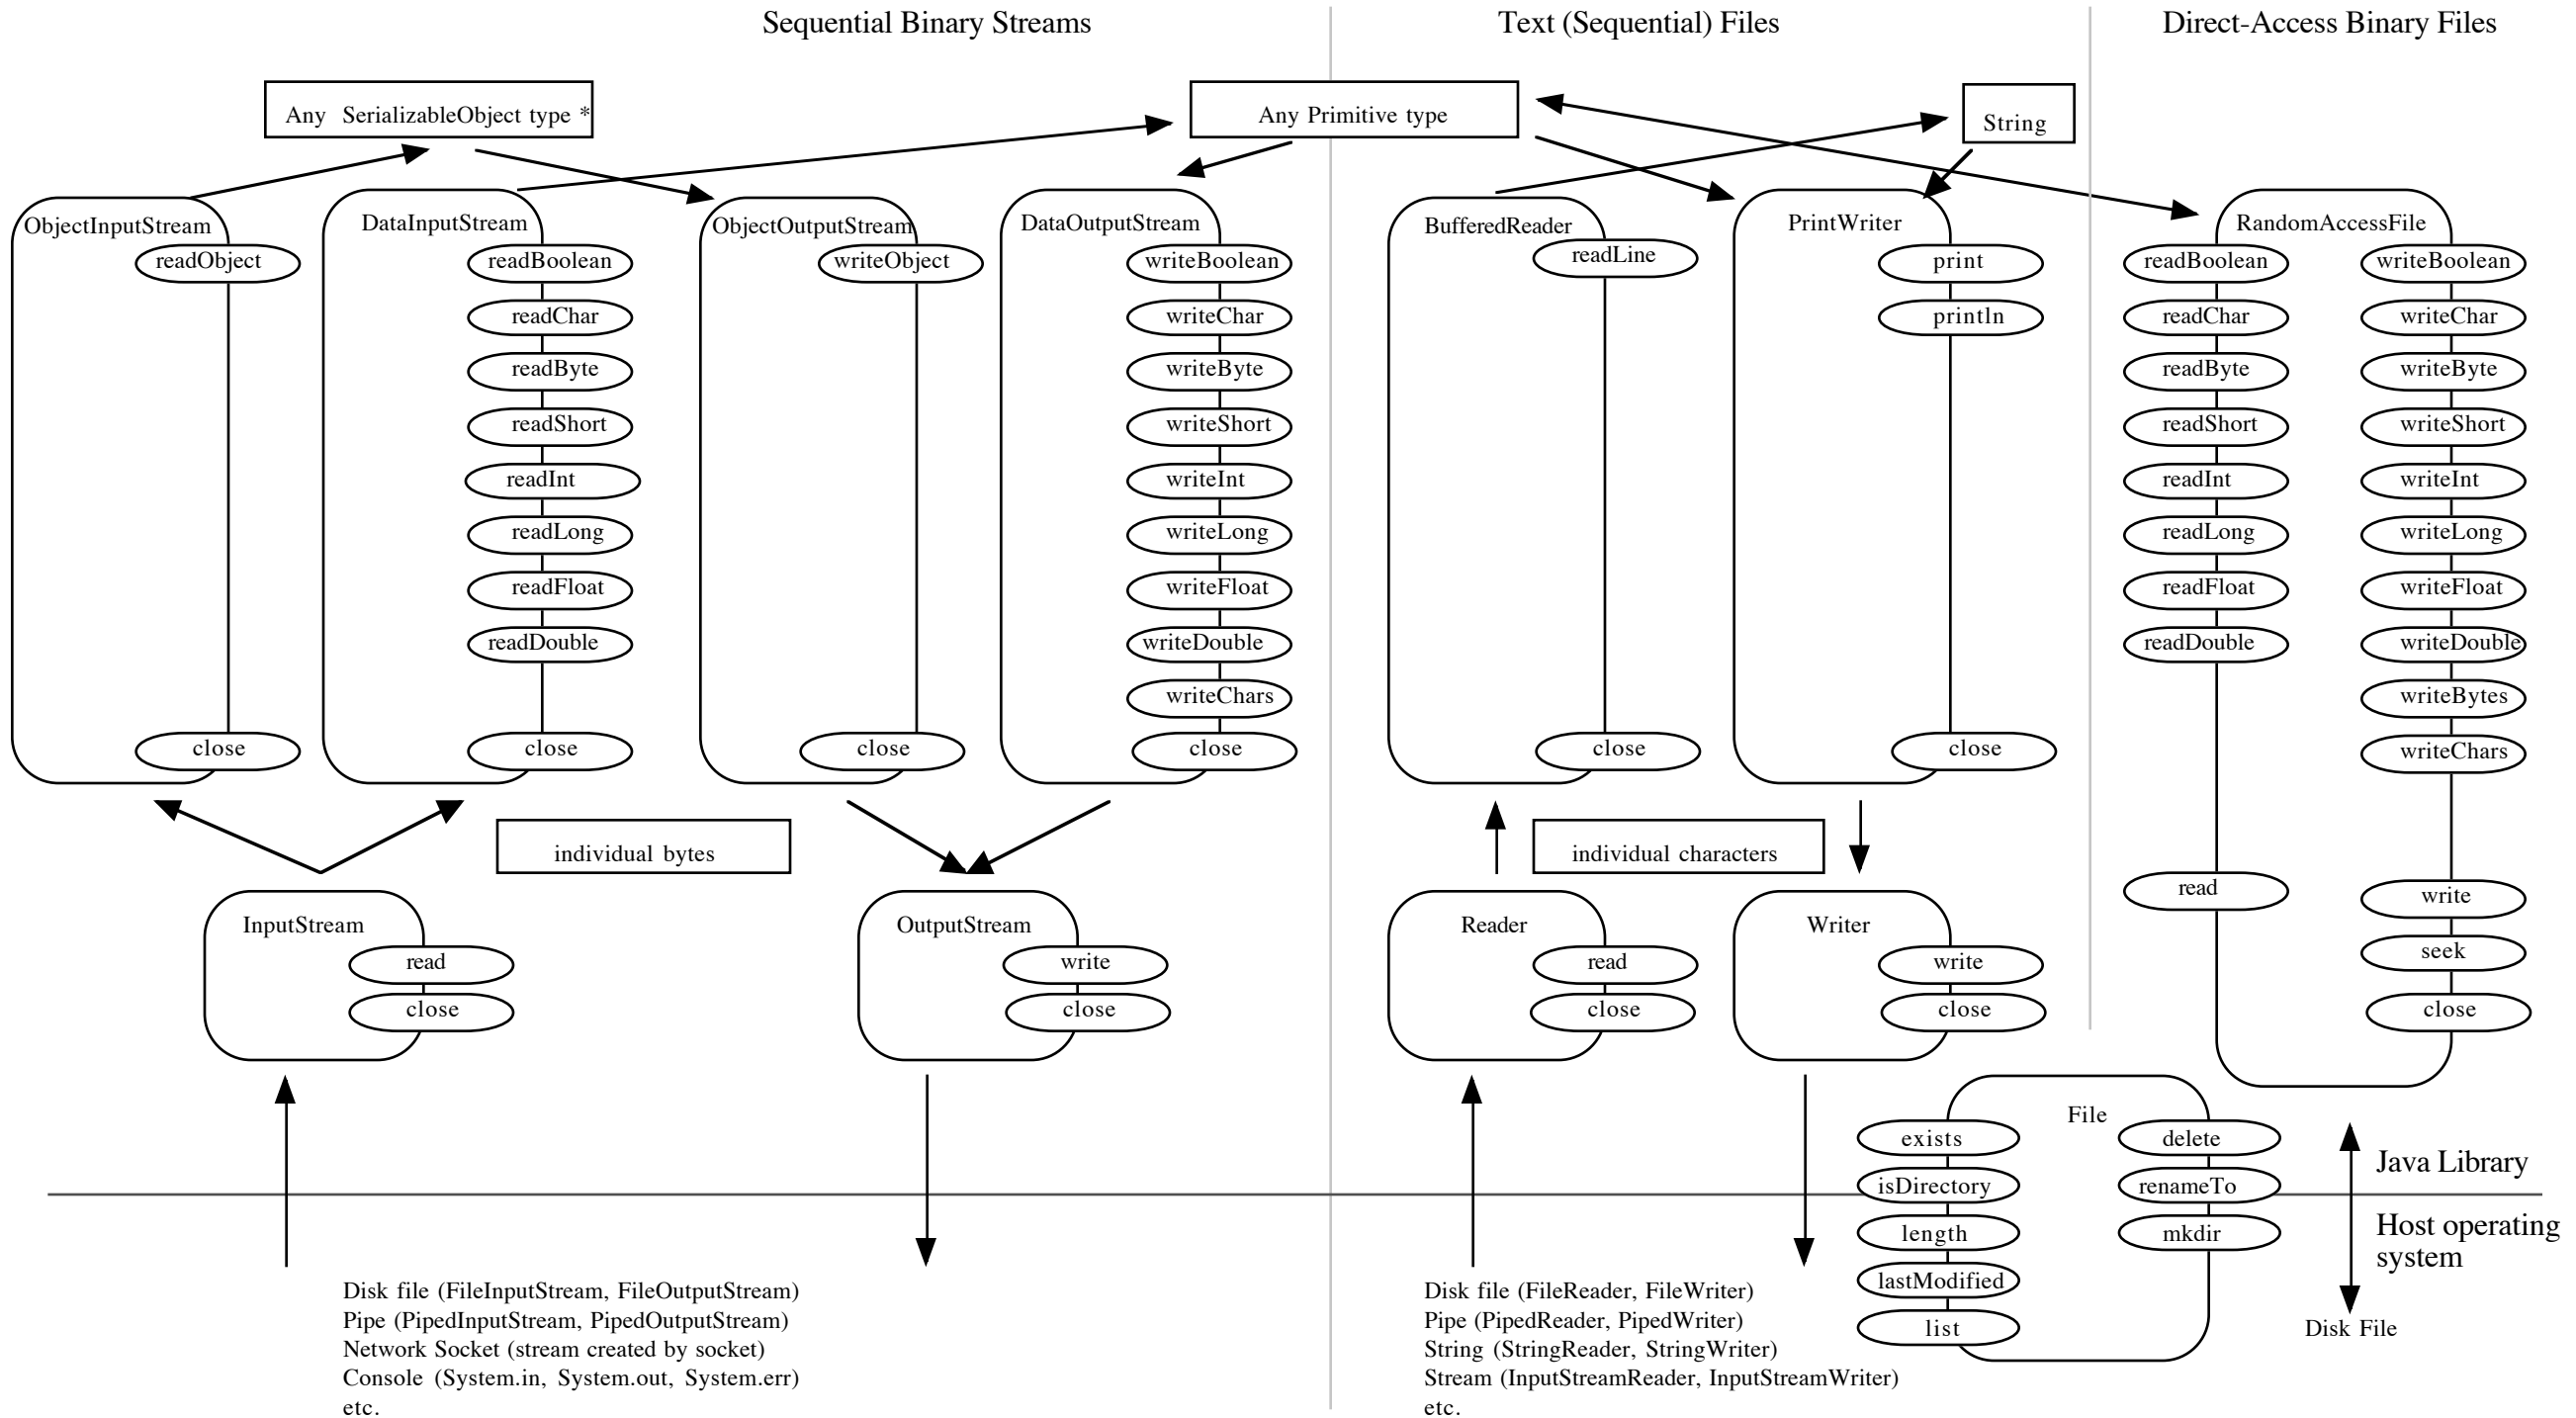 Sequential Binary Streams
Text (Sequential) Files
Direct-Access Binary Files
Any SerializableObject type *
Any Primitive type
String
ObjectInputStream
readObject
close
DataInputStream
readBoolean
readChar
readByte
readShort
readInt
readLong
readFloat
readDouble
close
ObjectOutputStream
writeObject
close
DataOutputStream
writeBoolean
writeChar
writeByte
writeShort
writeInt
writeLong
writeFloat
writeDouble
writeChars
close
BufferedReader
readLine
close
PrintWriter
print
println
close
RandomAccessFile
readBoolean
readChar
readByte
readShort
readInt
readLong
readFloat
readDouble
read
writeBoolean
writeChar
writeByte
writeShort
writeInt
writeLong
writeFloat
writeDouble
writeBytes
writeChars
write
seek
close
individual bytes
individual characters
InputStream
read
close
OutputStream
write
close
Reader
read
close
Writer
write
close
File
exists
isDirectory
length
lastModified
list
delete
renameTo
mkdir
Java Library
Host operating
system
Disk File
Disk file (FileInputStream, FileOutputStream)
Pipe (PipedInputStream, PipedOutputStream)
Network Socket (stream created by socket)
Console (System.in, System.out, System.err)
etc.
Disk file (FileReader, FileWriter)
Pipe (PipedReader, PipedWriter)
String (StringReader, StringWriter)
Stream (InputStreamReader, InputStreamWriter)
etc.